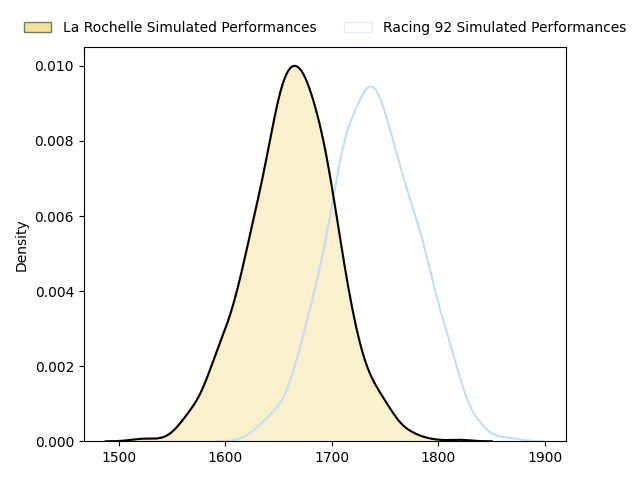 La Rochelle Simulated Performances
Racing 92 Simulated Performances
0.010
0.008
0.006
0.004
0.002
0.000
Density
1500 1600 1700 1800 1900